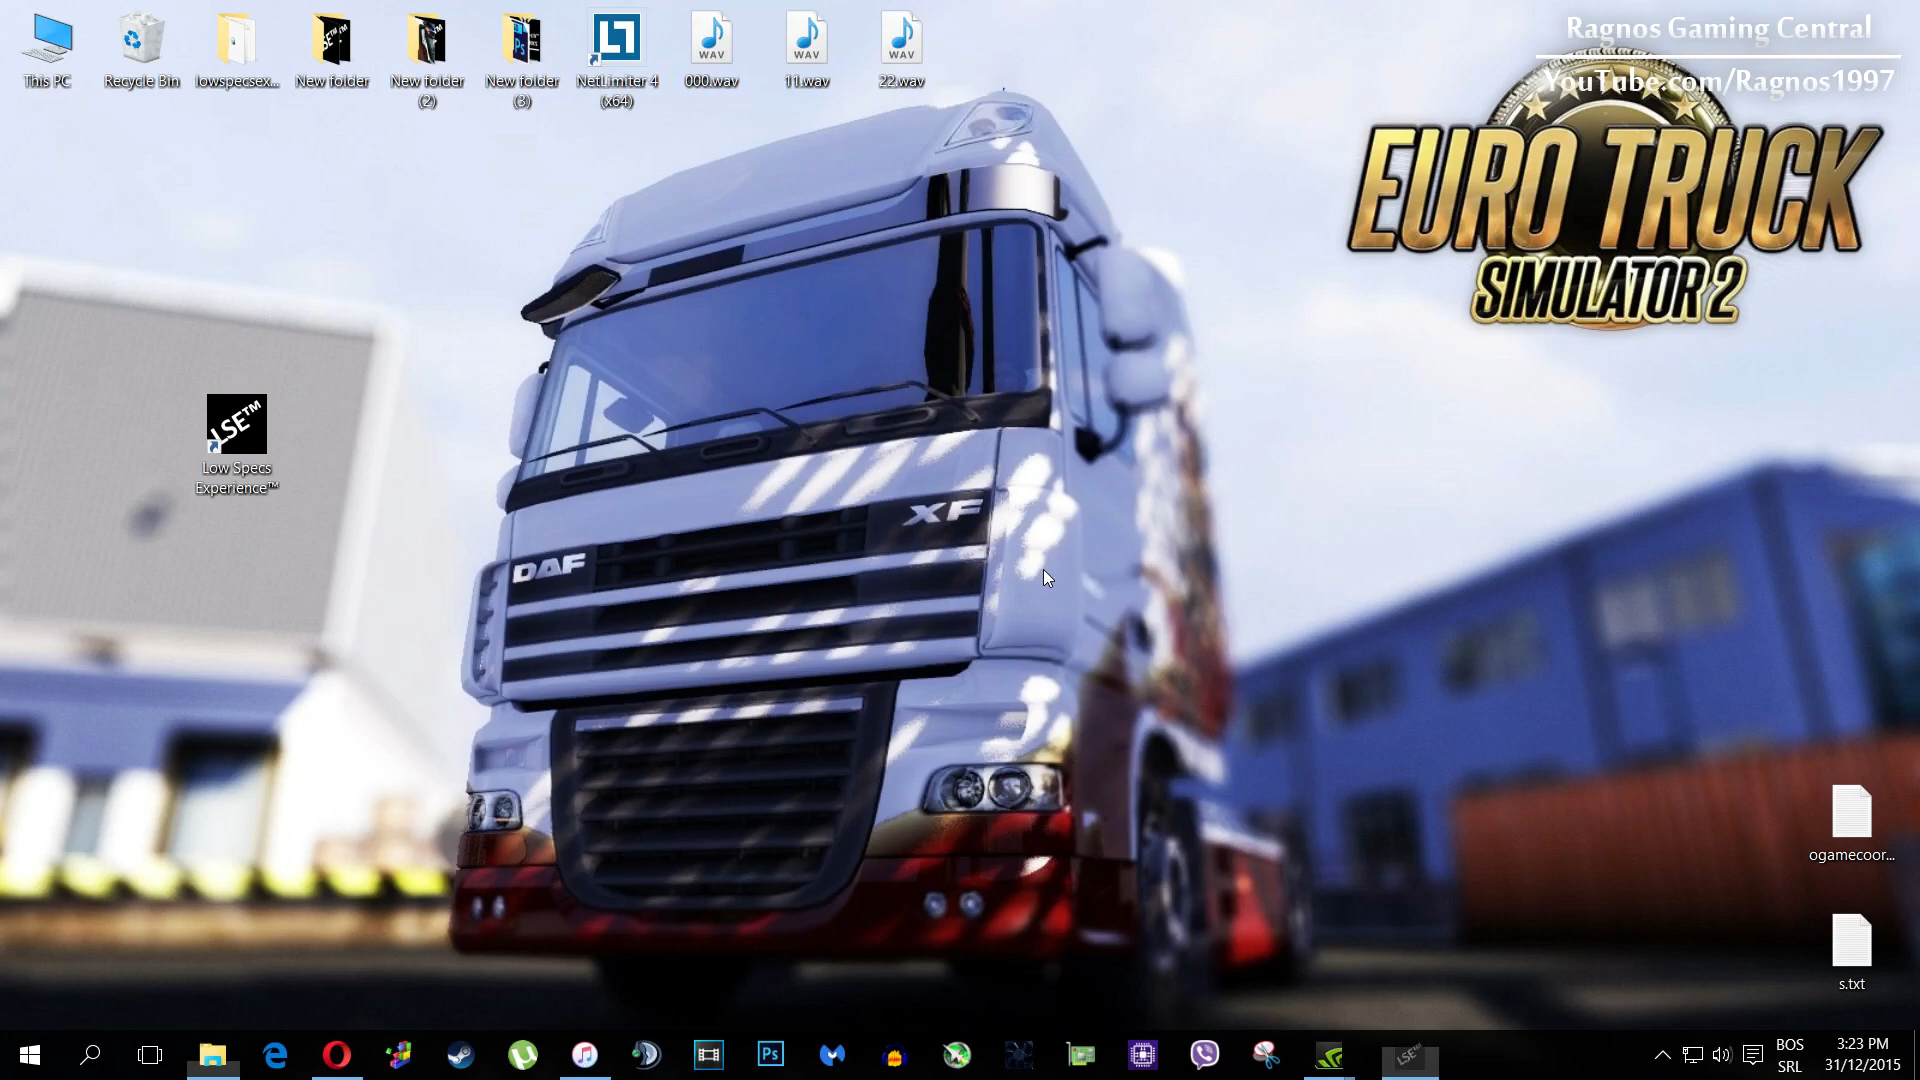 This PC
Recycle Bin
lowspecsex...
New folder
New folder
(2)
New folder
(3)
NetLimiter 4
(x64)
WAV
000.wav
WAV
11.wav
WAV
22.wav
Ragnos Gaming Central
YouTube.com/Ragnos1997
EURO TRUCK
SIMULATOR 2
LSE™
Low Specs
Experience™
XF
DAF
ogamecoor...
s.txt
Ps
LSE™
BOS
SRL
3:23 PM
31/12/2015